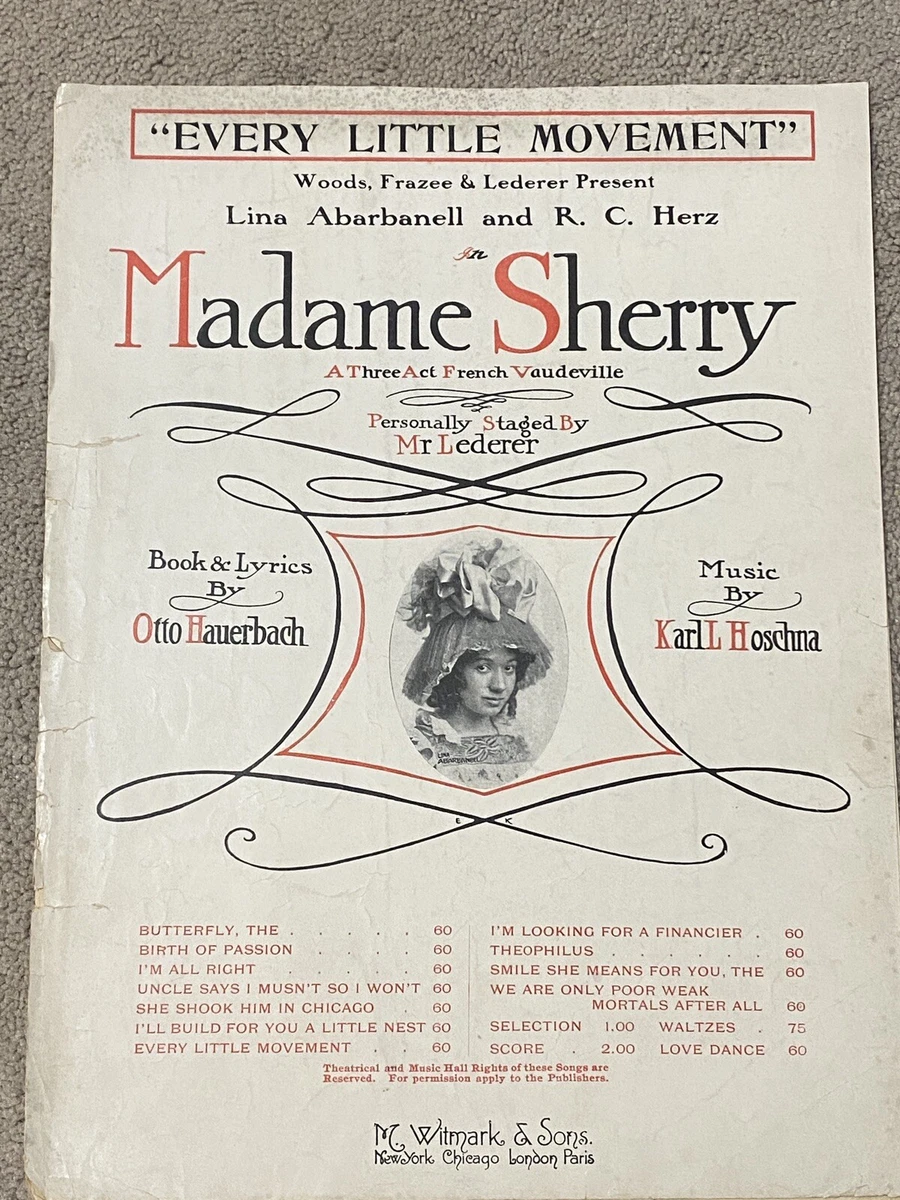 "EVERY LITTLE MOVEMENT"
Woods, Frazee & Lederer Present
Lina Abarbanell and R. C. Herz
In
Madame Sherry
A Three Act French Vaudeville
Personally Staged By
Mr Lederer
Book & Lyrics
By
Otto Hauerbach
Music
By
Karl L Hoschna
LINA
ABARBANELL
E K
BUTTERFLY, THE . . . . . 60
BIRTH OF PASSION . . . . 60
I'M ALL RIGHT . . . . . 60
UNCLE SAYS I MUSN'T SO I WON'T 60
SHE SHOOK HIM IN CHICAGO . 60
I'LL BUILD FOR YOU A LITTLE NEST 60
EVERY LITTLE MOVEMENT . . 60
I'M LOOKING FOR A FINANCIER . 60
THEOPHILUS . . . . . . 60
SMILE SHE MEANS FOR YOU, THE 60
WE ARE ONLY POOR WEAK
MORTALS AFTER ALL 60
SELECTION 1.00 WALTZES . 75
SCORE . 2.00 LOVE DANCE 60
Theatrical and Music Hall Rights of these Songs are
Reserved. For permission apply to the Publishers.
M. Witmark & Sons.
New York Chicago London Paris